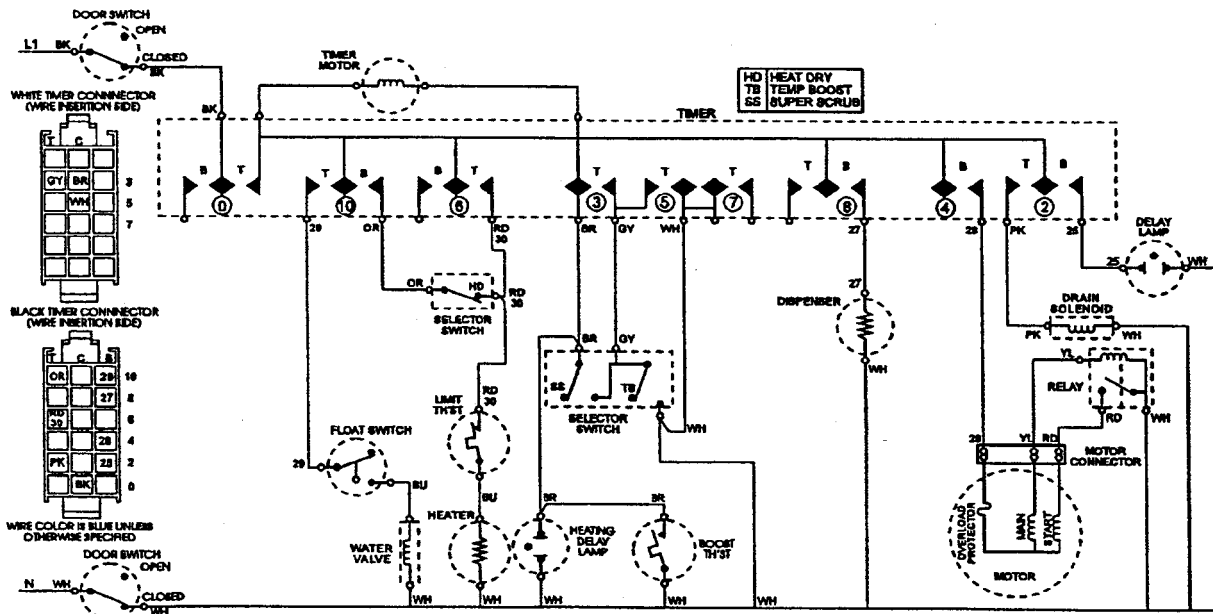 DOOR SWITCH
OPEN
L1
BK
CLOSED
BK
TIMER
MOTOR
HD HEAT DRY
TB TEMP BOOST
SS SUPER SCRUB
WHITE TIMER CONNNECTOR
(WIRE INSERTION SIDE)
BK
TIMER
T C
GY BR 3
WH 5
7
B T T B B T T T T T B B T B
0 10 6 3 5 7 8 4 2
29 OR RD 30 BR GY WH 27 28 PK 25
DELAY
LAMP
25 WH
BLACK TIMER CONNNECTOR
(WIRE INSERTION SIDE)
OR HD RD 30
SELECTOR
SWITCH
27
DISPENSER
WH
DRAIN
SOLENOID
PK WH
T C B
OR 29 10
27 8
RD 30 6
28 4
PK 25 2
BK 0
BR GY
SS TB
SELECTOR
SWITCH
WH
YL
RELAY
RD WH
RD 30
LIMIT
TH'ST
FLOAT SWITCH
29
BU
28 YL RD
MOTOR
CONNECTOR
WIRE COLOR IS BLUE UNLESS
OTHERWISE SPECIFIED
BU
HEATER
WATER
VALVE
BR BR
HEATING
DELAY
LAMP
BOOST
TH'ST
OVERLOAD
PROTECTOR
MAIN
START
MOTOR
DOOR SWITCH
OPEN
N WH
CLOSED
WH
WH WH WH WH WH WH